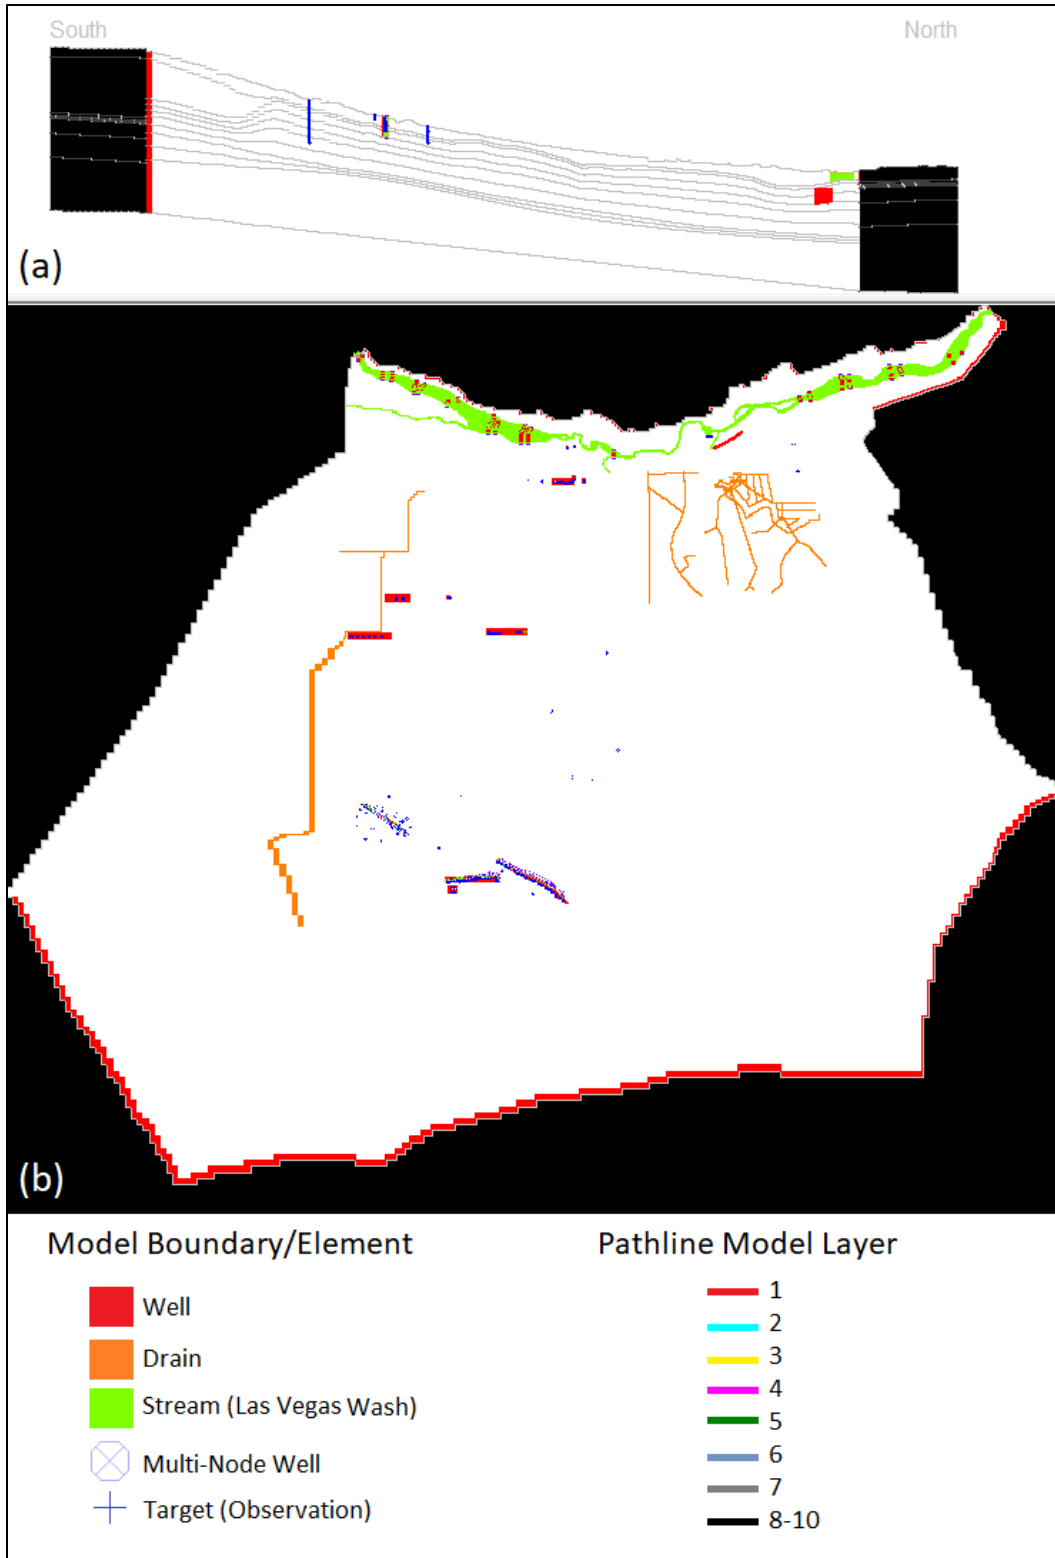 South North
(a)
(b)
Model Boundary/Element Pathline Model Layer
Well 1
2
Drain 3
4
Stream (Las Vegas Wash) 5
Multi-Node Well 6
7
Target (Observation) 8-10